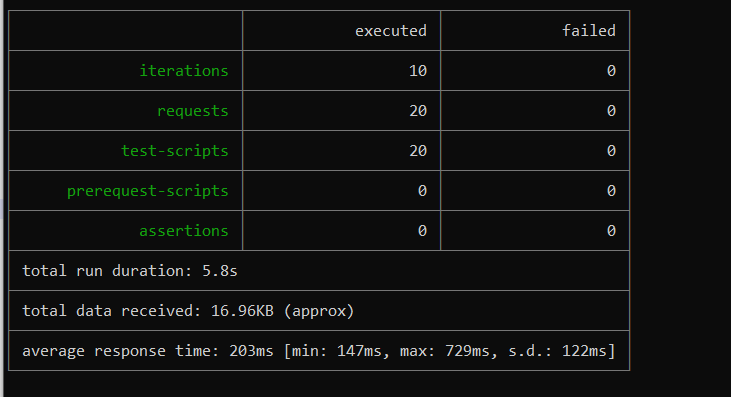 executed failed
iterations 10 0
requests 20 0
test-scripts 20 0
prerequest-scripts 0 0
assertions 0 0
total run duration: 5.8s
total data received: 16.96KB (approx)
average response time: 203ms [min: 147ms, max: 729ms, s.d.: 122ms]